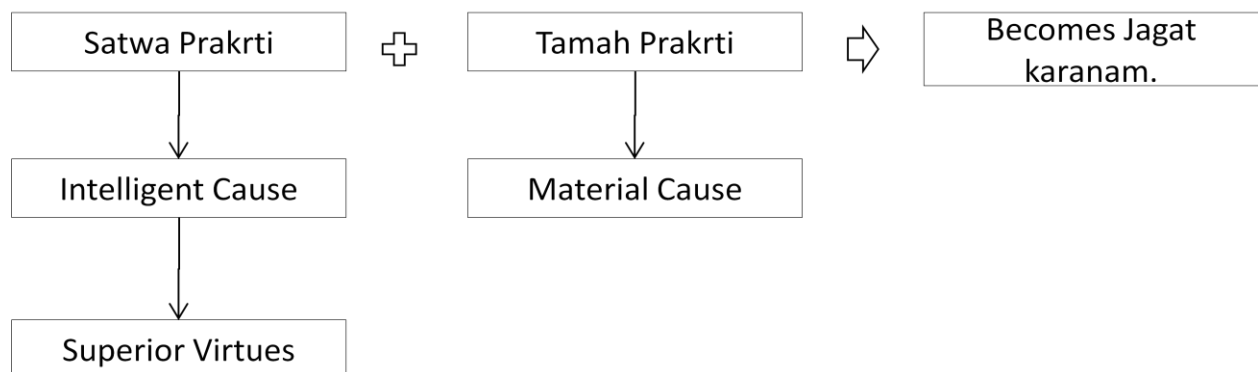 Satwa Prakrti
Tamah Prakrti
Becomes Jagat
karanam.
Intelligent Cause
Material Cause
Superior Virtues